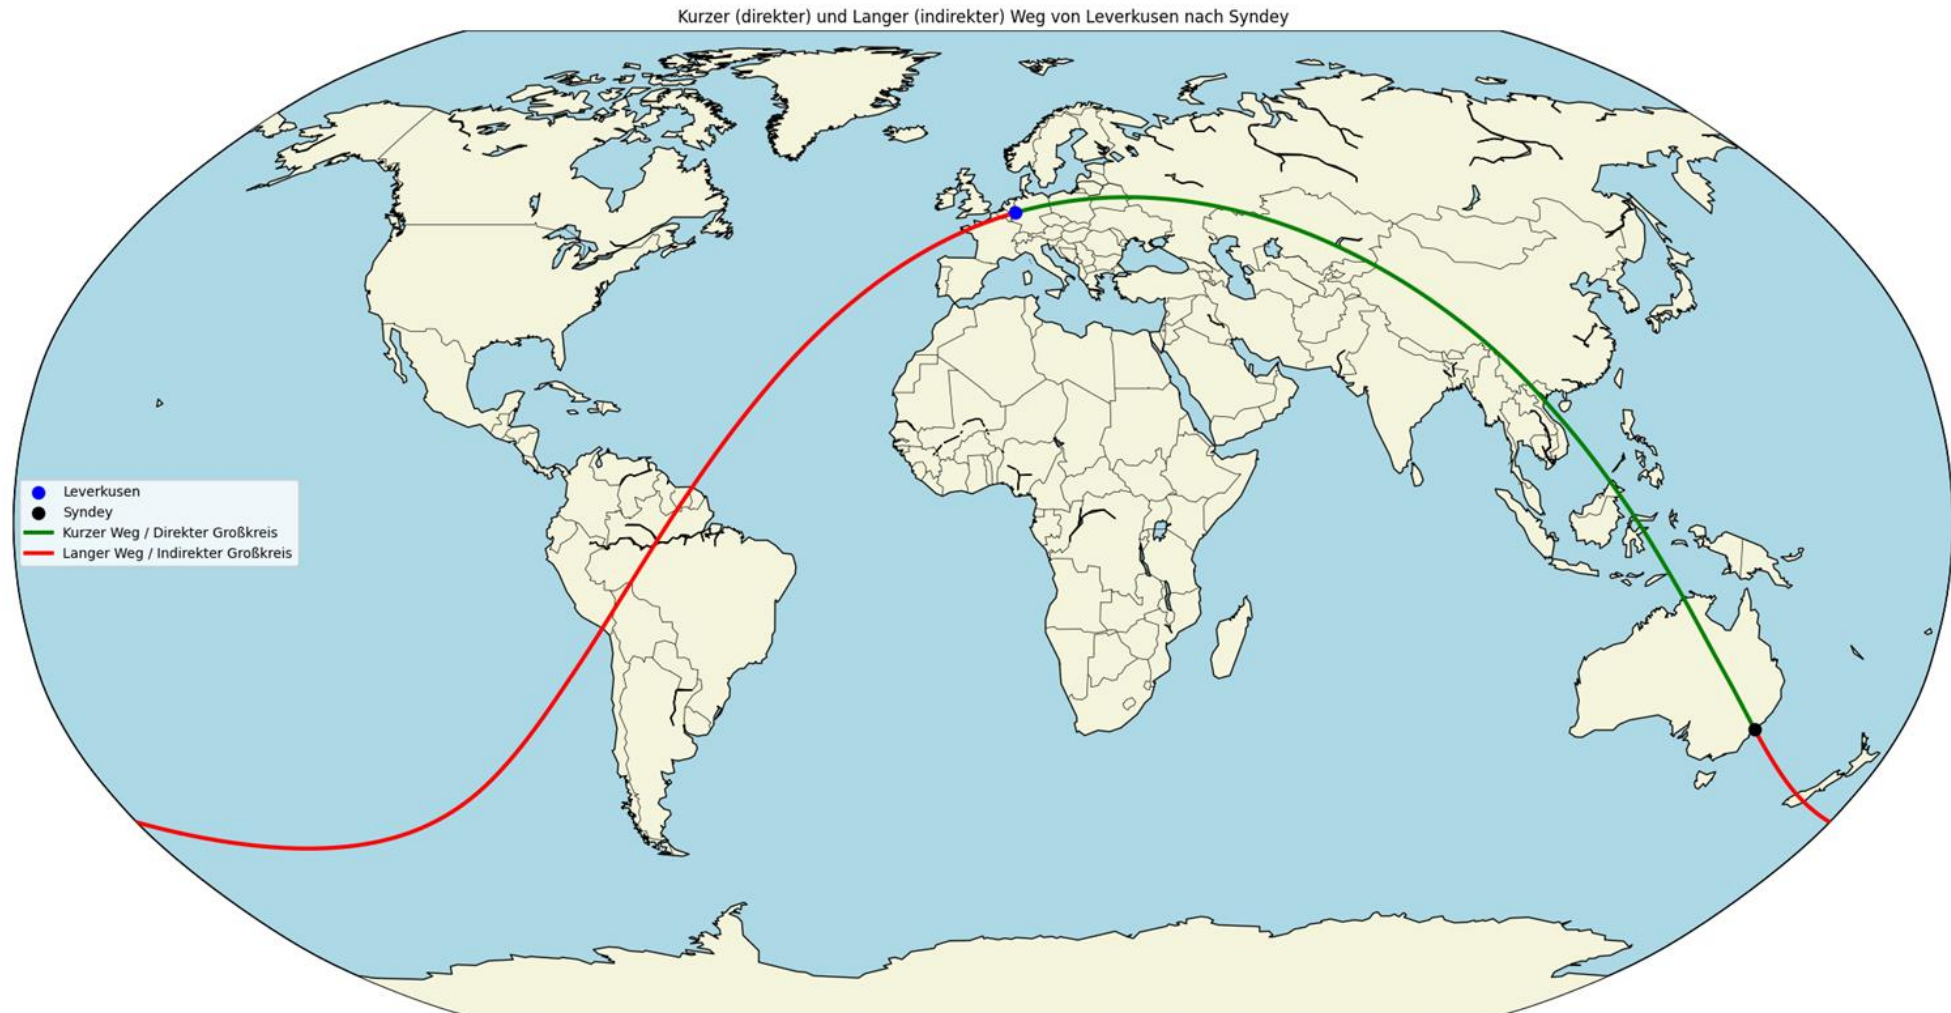 Kurzer (direkter) und Langer (indirekter) Weg von Leverkusen nach Syndey
Leverkusen
Syndey
Kurzer Weg / Direkter Großkreis
Langer Weg / Indirekter Großkreis